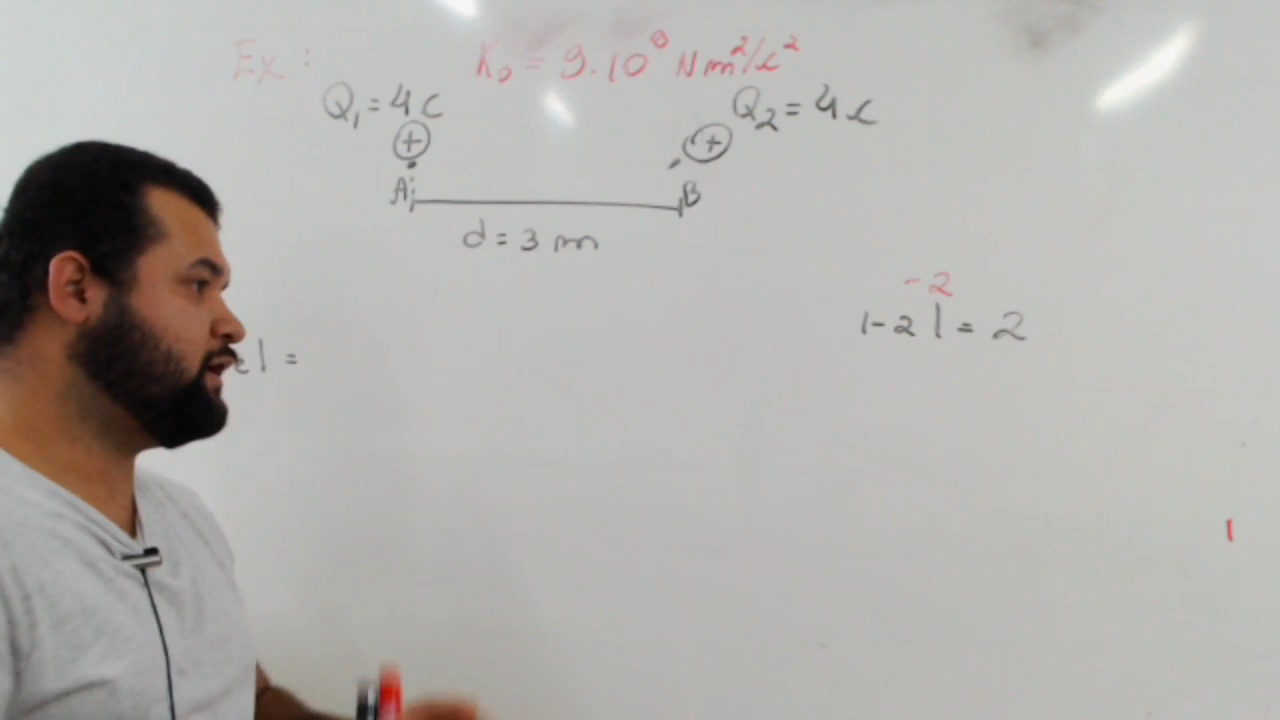 Ex: K₀ = 9.10⁹ Nm²/c²
Q₁ = 4 c Q₂ = 4 c
+ +
A B
d = 3 m
-2
|-2| = 2
| =